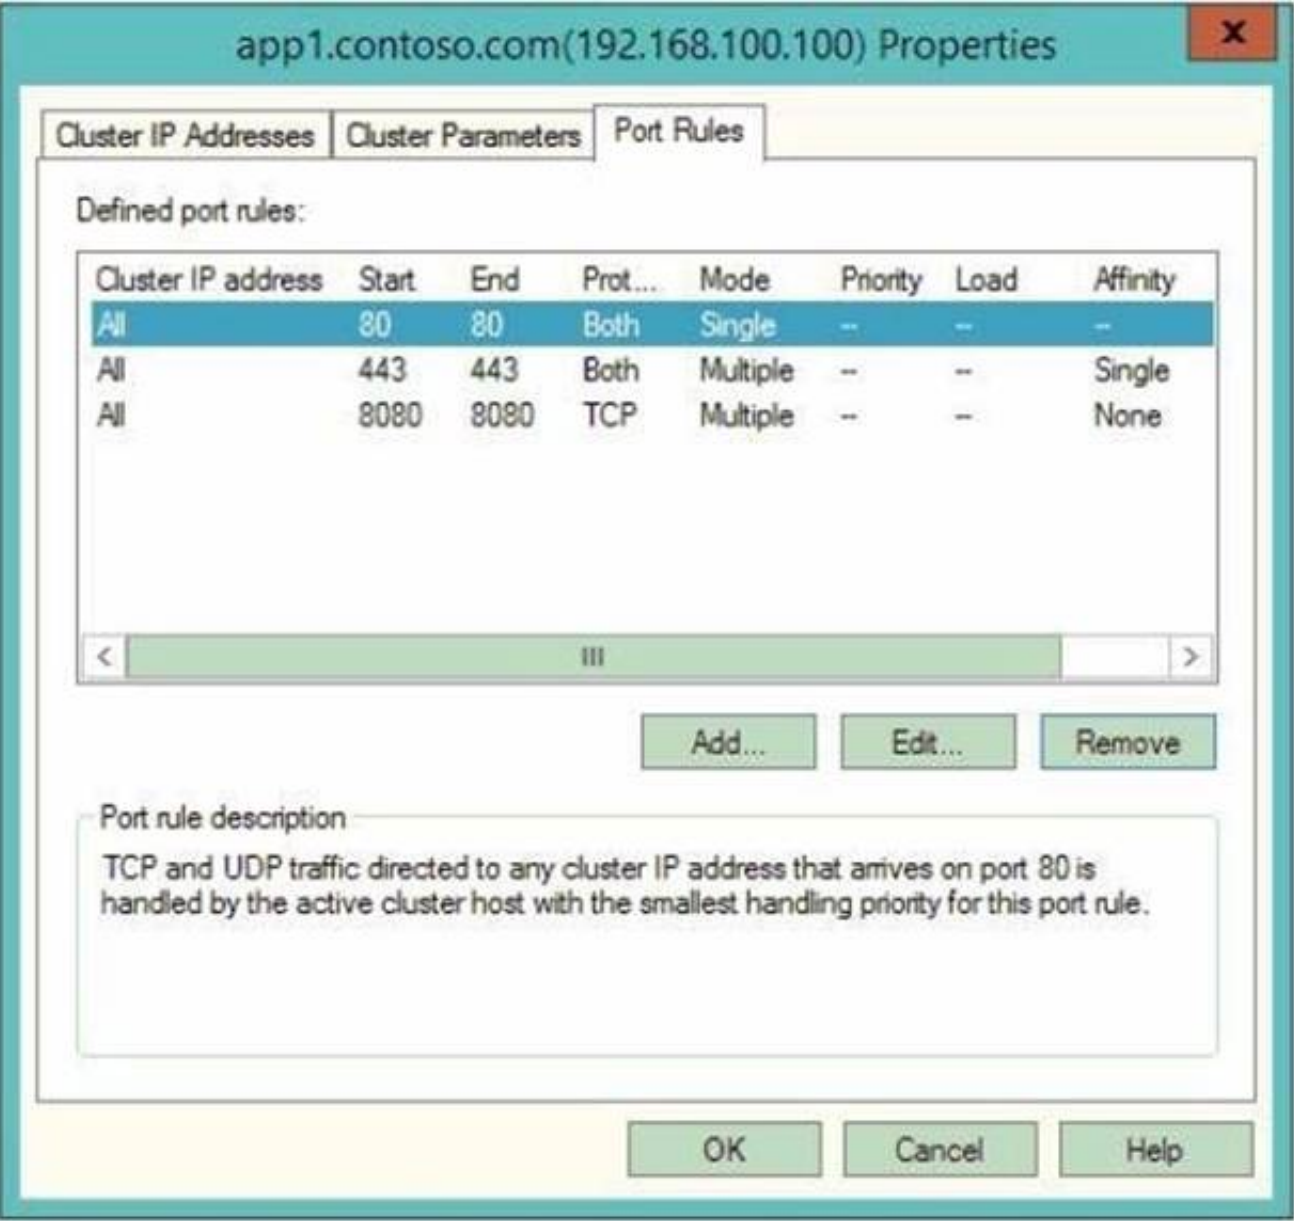 app1.contoso.com(192.168.100.100) Properties
X
Cluster IP Addresses Cluster Parameters Port Rules
Defined port rules:
Cluster IP address Start End Prot... Mode Priority Load Affinity
All 80 80 Both Single -- -- --
All 443 443 Both Multiple -- -- Single
All 8080 8080 TCP Multiple -- -- None
Add... Edit... Remove
Port rule description
TCP and UDP traffic directed to any cluster IP address that arrives on port 80 is
handled by the active cluster host with the smallest handling priority for this port rule.
OK Cancel Help